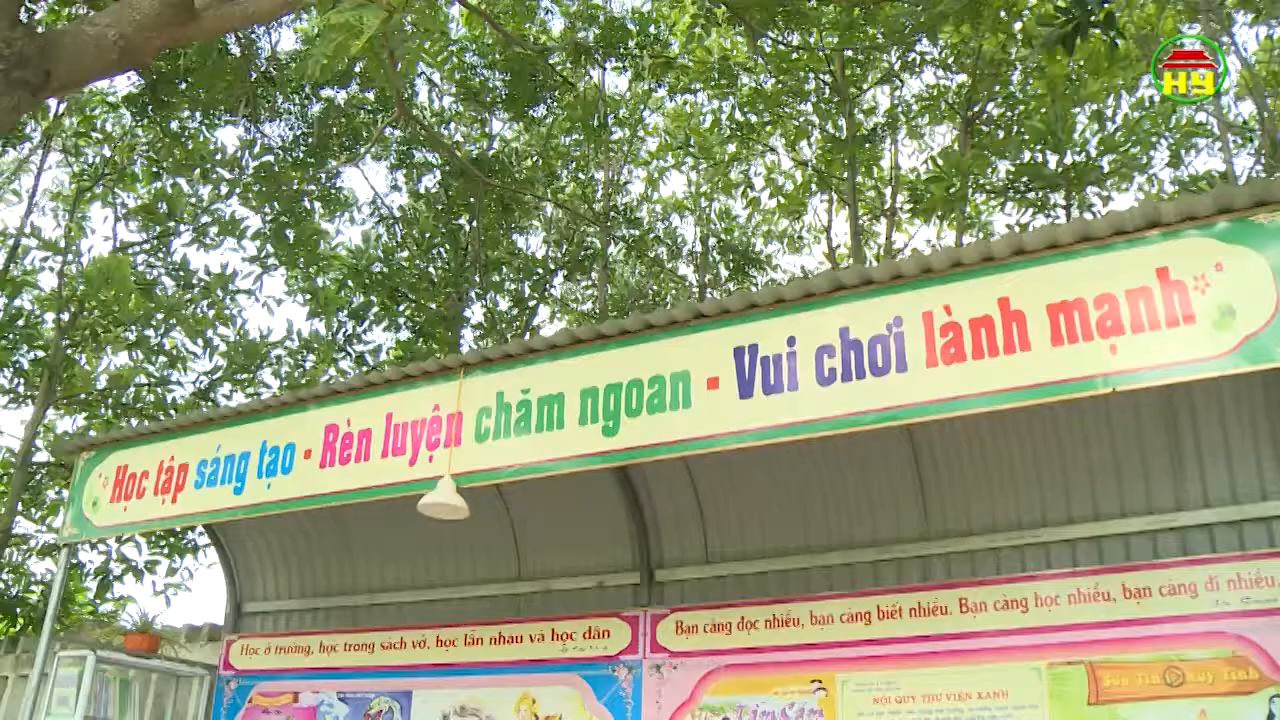 HY
Học tập sáng tạo - Rèn luyện chăm ngoan - Vui chơi lành mạnh
Học ở trường, học trong sách vở, học lẫn nhau và học dân
Bạn càng đọc nhiều, bạn càng biết nhiều. Bạn càng học nhiều, bạn càng đi nhiều
NỘI QUY THƯ VIỆN XANH